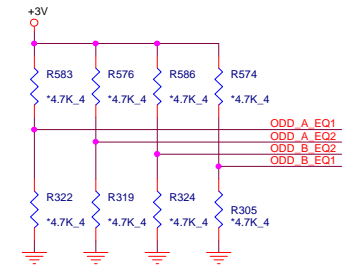 +3V
R583 R576 R586 R574
*4.7K_4 *4.7K_4 *4.7K_4 *4.7K_4
ODD_A_EQ1
ODD_A_EQ2
ODD_B_EQ2
ODD_B_EQ1
R322 R319 R324 R305
*4.7K_4 *4.7K_4 *4.7K_4 *4.7K_4